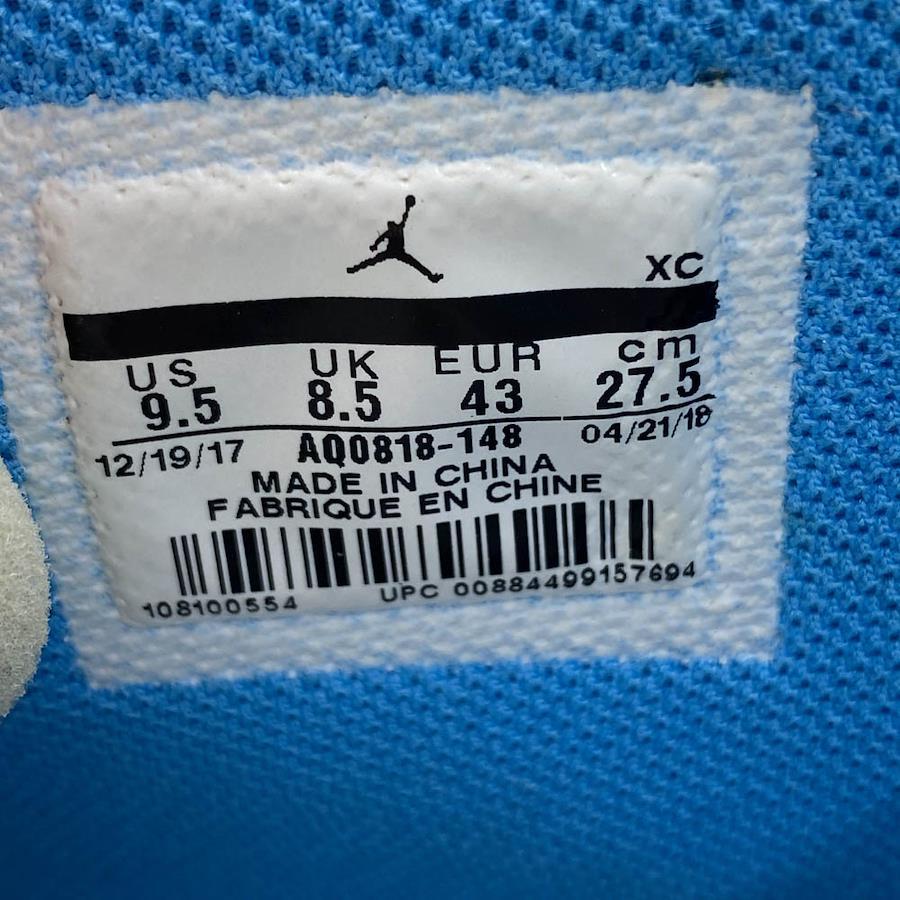 XC
US UK EUR cm
9.5 8.5 43 27.5
12/19/17 AQ0818-148 04/21/18
MADE IN CHINA
FABRIQUE EN CHINE
108100554 UPC 00884499157694